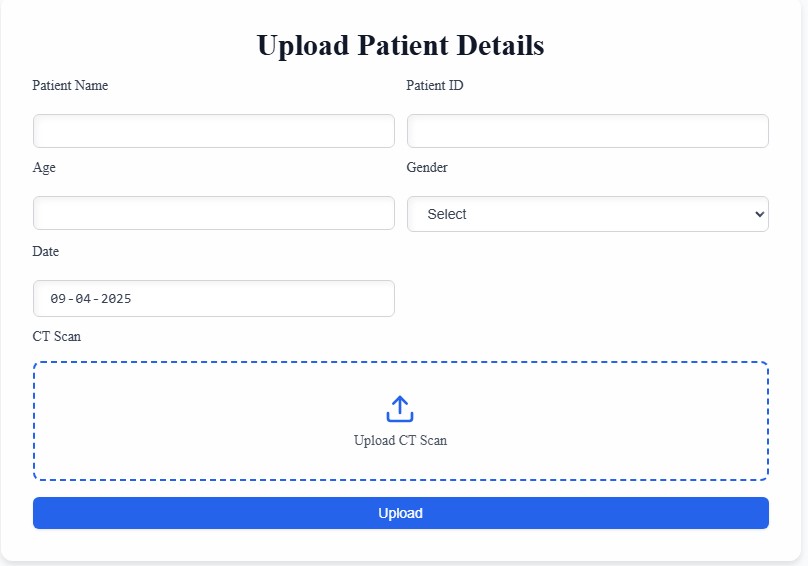 Upload Patient Details
Patient Name
Patient ID
Age
Gender
Select
Date
09-04-2025
CT Scan
Upload CT Scan
Upload